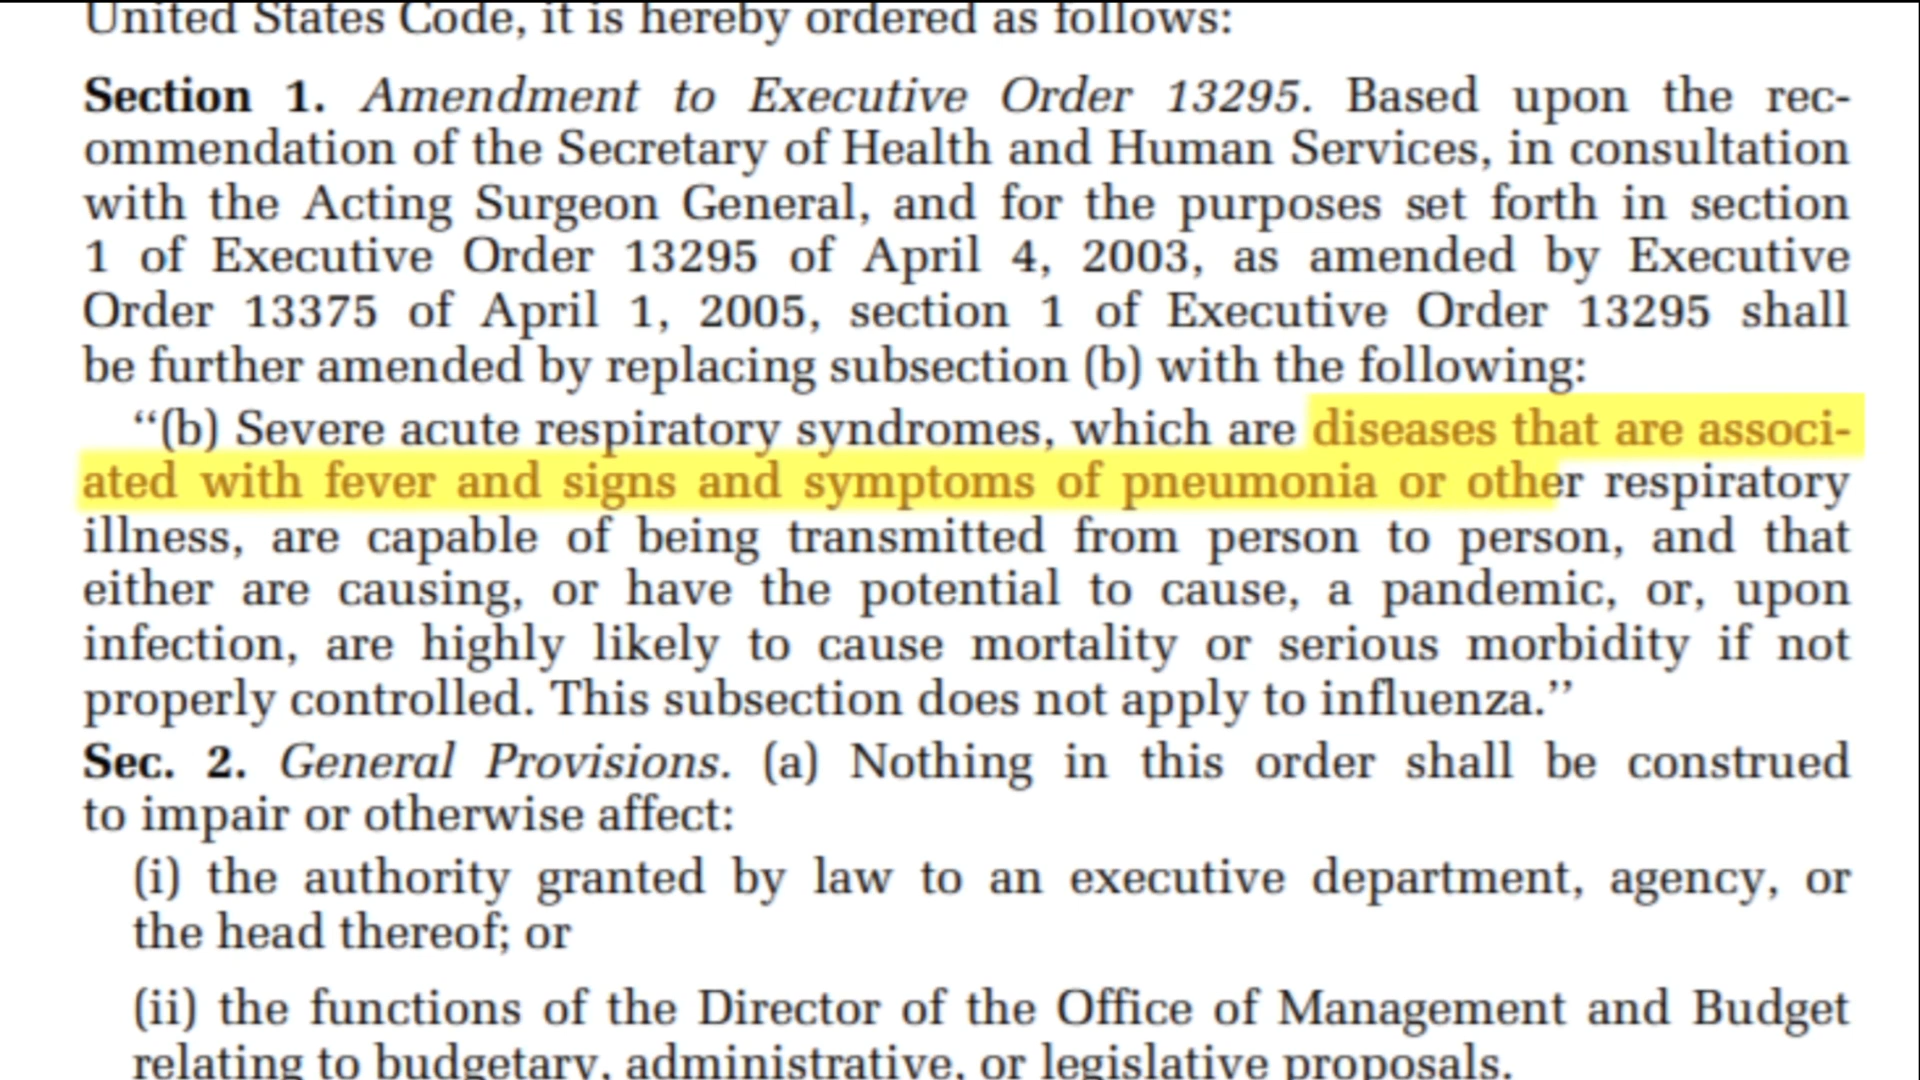 United States Code, it is hereby ordered as follows:
Section 1. Amendment to Executive Order 13295. Based upon the rec-
ommendation of the Secretary of Health and Human Services, in consultation
with the Acting Surgeon General, and for the purposes set forth in section
1 of Executive Order 13295 of April 4, 2003, as amended by Executive
Order 13375 of April 1, 2005, section 1 of Executive Order 13295 shall
be further amended by replacing subsection (b) with the following:
‘‘(b) Severe acute respiratory syndromes, which are diseases that are associ-
ated with fever and signs and symptoms of pneumonia or other respiratory
illness, are capable of being transmitted from person to person, and that
either are causing, or have the potential to cause, a pandemic, or, upon
infection, are highly likely to cause mortality or serious morbidity if not
properly controlled. This subsection does not apply to influenza.’’
Sec. 2. General Provisions. (a) Nothing in this order shall be construed
to impair or otherwise affect:
(i) the authority granted by law to an executive department, agency, or
the head thereof; or
(ii) the functions of the Director of the Office of Management and Budget
relating to budgetary, administrative, or legislative proposals.